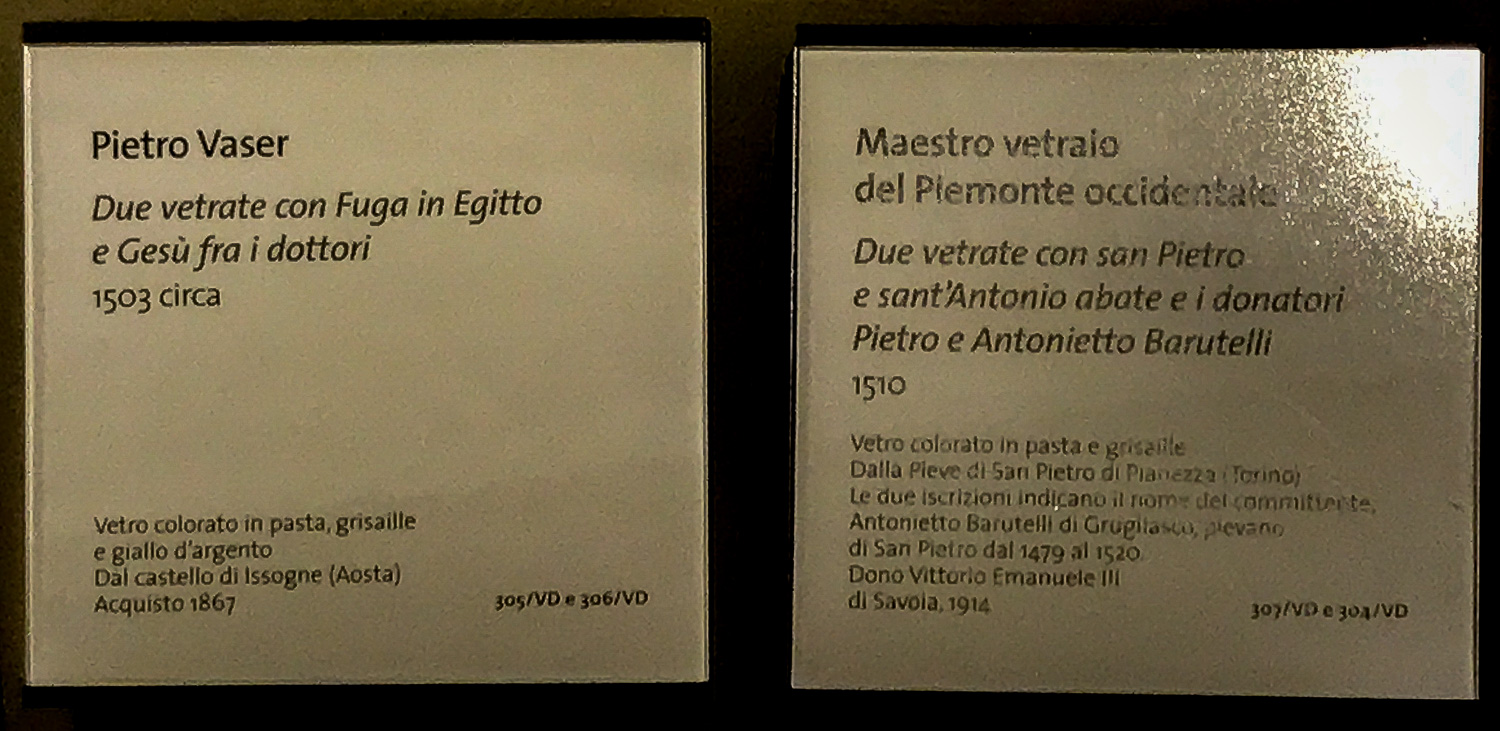 Pietro Vaser
Due vetrate con Fuga in Egitto
e Gesù fra i dottori
1503 circa
Vetro colorato in pasta, grisaille
e giallo d'argento
Dal castello di Issogne (Aosta)
Acquisto 1867
305/VD e 306/VD
Maestro vetraio
del Piemonte occidentale
Due vetrate con san Pietro
e sant'Antonio abate e i donatori
Pietro e Antonietto Barutelli
1510
Vetro colorato in pasta e grisaille
Dalla Pieve di San Pietro di Pianezza (Torino)
Le due iscrizioni indicano il nome del committente,
Antonietto Barutelli di Grugliasco, pievano
di San Pietro dal 1479 al 1520.
Dono Vittorio Emanuele III
di Savoia, 1914
307/VD e 304/VD